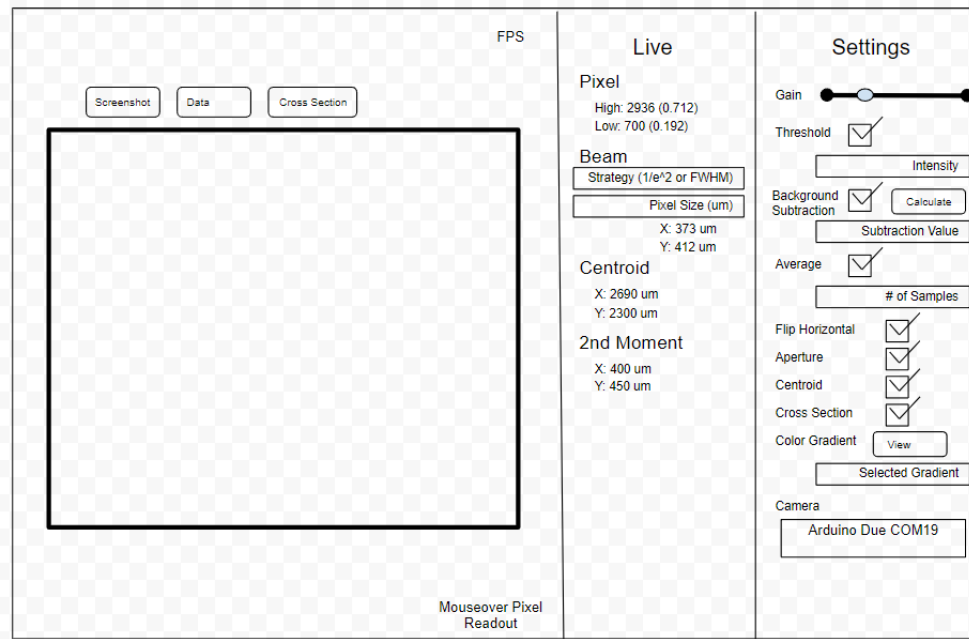 FPS
Screenshot
Data
Cross Section
Mouseover Pixel
Readout
Live
Pixel
High: 2936 (0.712)
Low: 700 (0.192)
Beam
Strategy (1/e^2 or FWHM)
Pixel Size (um)
X: 373 um
Y: 412 um
Centroid
X: 2690 um
Y: 2300 um
2nd Moment
X: 400 um
Y: 450 um
Settings
Gain
Threshold
Intensity
Background
Subtraction
Calculate
Subtraction Value
Average
# of Samples
Flip Horizontal
Aperture
Centroid
Cross Section
Color Gradient
View
Selected Gradient
Camera
Arduino Due COM19